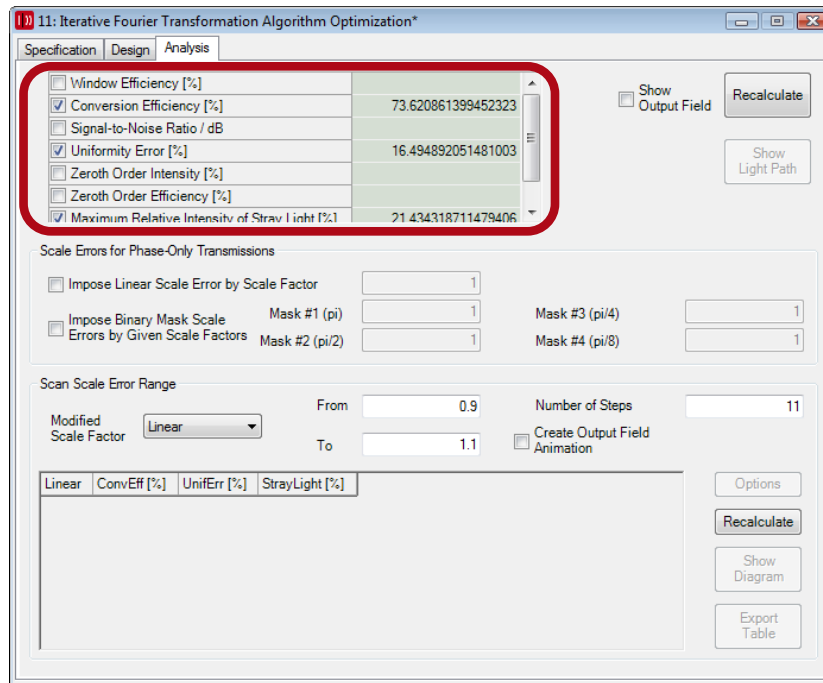 11: Iterative Fourier Transformation Algorithm Optimization*
Specification Design Analysis
Window Efficiency [%]
Conversion Efficiency [%] 73.620861399452323
Signal-to-Noise Ratio / dB
Uniformity Error [%] 16.494892051481003
Zeroth Order Intensity [%]
Zeroth Order Efficiency [%]
Maximum Relative Intensity of Stray Light [%] 21.434318711479406
Show
Output Field
Recalculate
Show
Light Path
Scale Errors for Phase-Only Transmissions
Impose Linear Scale Error by Scale Factor 1
Impose Binary Mask Scale
Errors by Given Scale Factors
Mask #1 (pi) 1 Mask #3 (pi/4) 1
Mask #2 (pi/2) 1 Mask #4 (pi/8) 1
Scan Scale Error Range
Modified
Scale Factor
Linear
From 0.9 Number of Steps 11
To 1.1 Create Output Field
Animation
Linear ConvEff [%] UnifErr [%] StrayLight [%]
Options
Recalculate
Show
Diagram
Export
Table